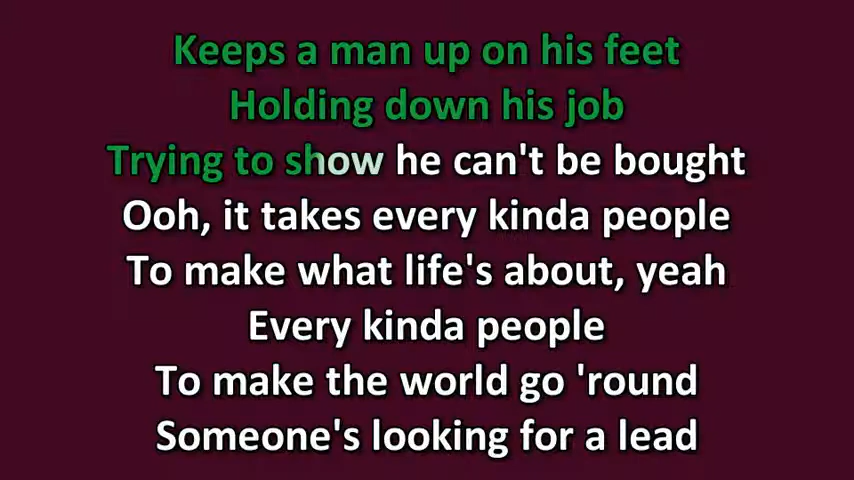 Keeps a man up on his feet
Holding down his job
Trying to show he can't be bought
Ooh, it takes every kinda people
To make what life's about, yeah
Every kinda people
To make the world go 'round
Someone's looking for a lead